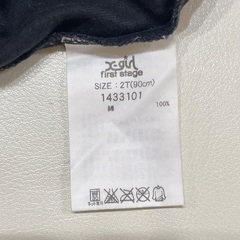 X-girl
first stage
SIZE : 2T(90cm)
1433101
綿 100%